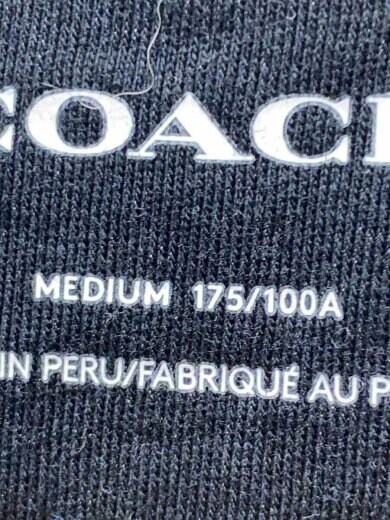 COACH
MEDIUM 175/100A
IN PERU/FABRIQUÉ AU P